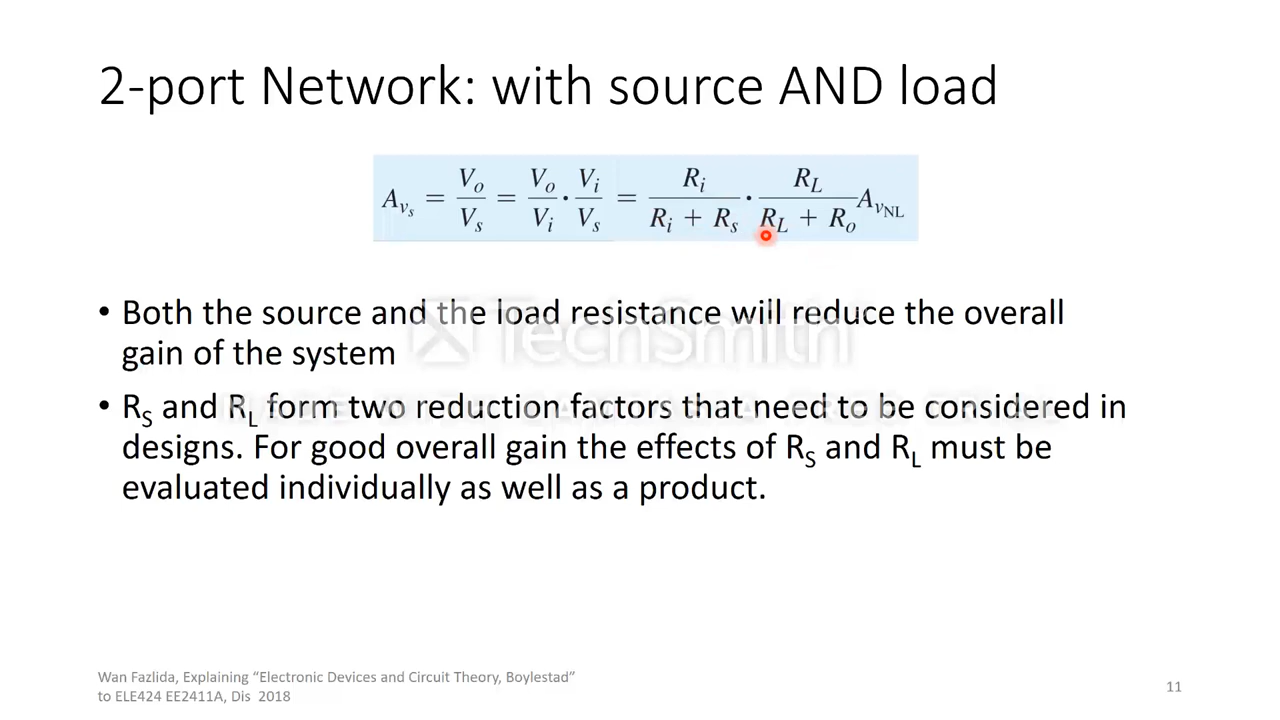 2-port Network: with source AND load
A_{v_s} = V_o/V_s = V_o/V_i · V_i/V_s = R_i/(R_i + R_s) · R_L/(R_L + R_o) A_{v_{NL}}
• Both the source and the load resistance will reduce the overall
gain of the system
• R_S and R_L form two reduction factors that need to be considered in
designs. For good overall gain the effects of R_S and R_L must be
evaluated individually as well as a product.
TechSmith
Wan Fazlida, Explaining “Electronic Devices and Circuit Theory, Boylestad”
to ELE424 EE2411A, Dis  2018
11